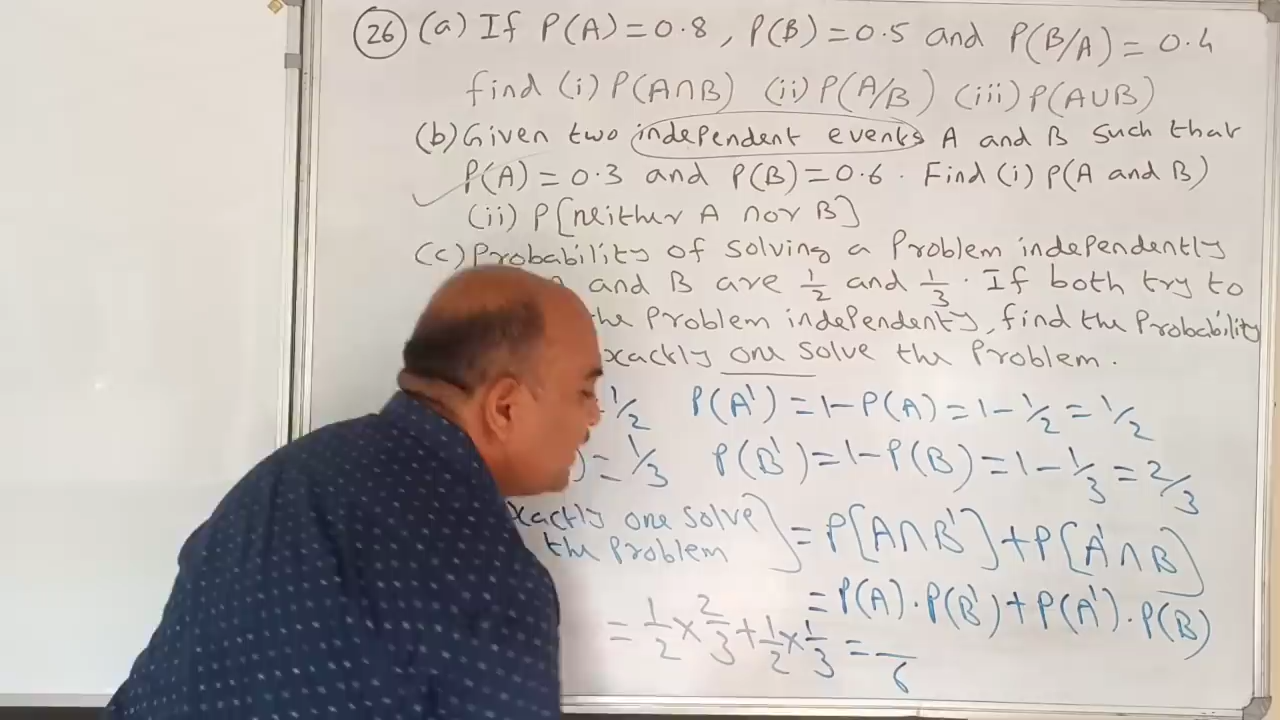 26 (a) If P(A)=0.8, P(B)=0.5 and P(B/A)= 0.4
find (i) P(A∩B) (ii) P(A/B) (iii) P(A∪B)
(b) Given two independent events A and B such that
P(A)=0.3 and P(B)=0.6. Find (i) P(A and B)
(ii) P[neither A nor B]
(c) Probability of solving a Problem independently
and B are 1/2 and 1/3. If both try to
the Problem independenty, find the Probability
xactly one solve the Problem.
1/2 P(A')=1-P(A)=1-1/2=1/2
)=1/3 P(B')=1-P(B)=1-1/3=2/3
xactly one solve the Problem] = P[A∩B']+P[A'∩B]
=P(A).P(B')+P(A').P(B)
=1/2×2/3+1/2×1/3=/6